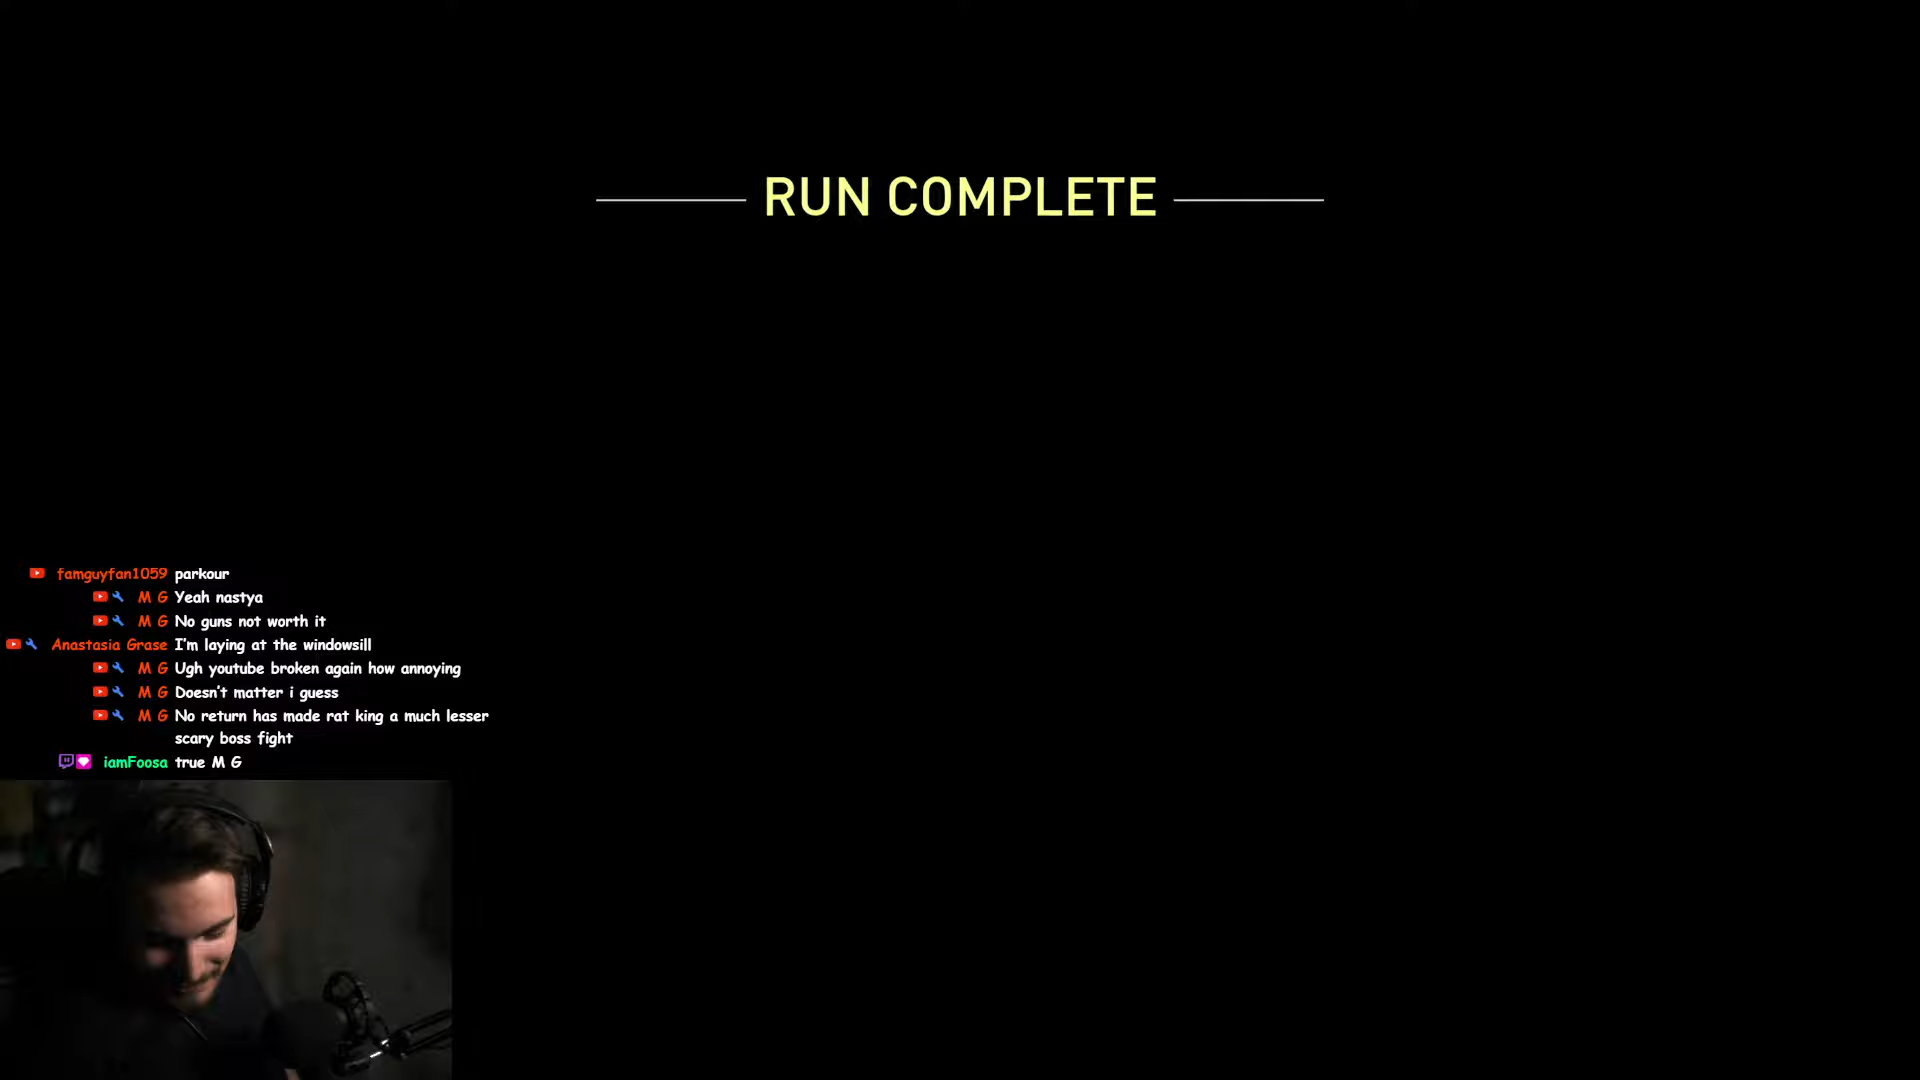 RUN COMPLETE
famguyfan1059 parkour
M G Yeah nastya
M G No guns not worth it
Anastasia Grase I'm laying at the windowsill
M G Ugh youtube broken again how annoying
M G Doesn't matter i guess
M G No return has made rat king a much lesser
scary boss fight
iamFoosa true M G